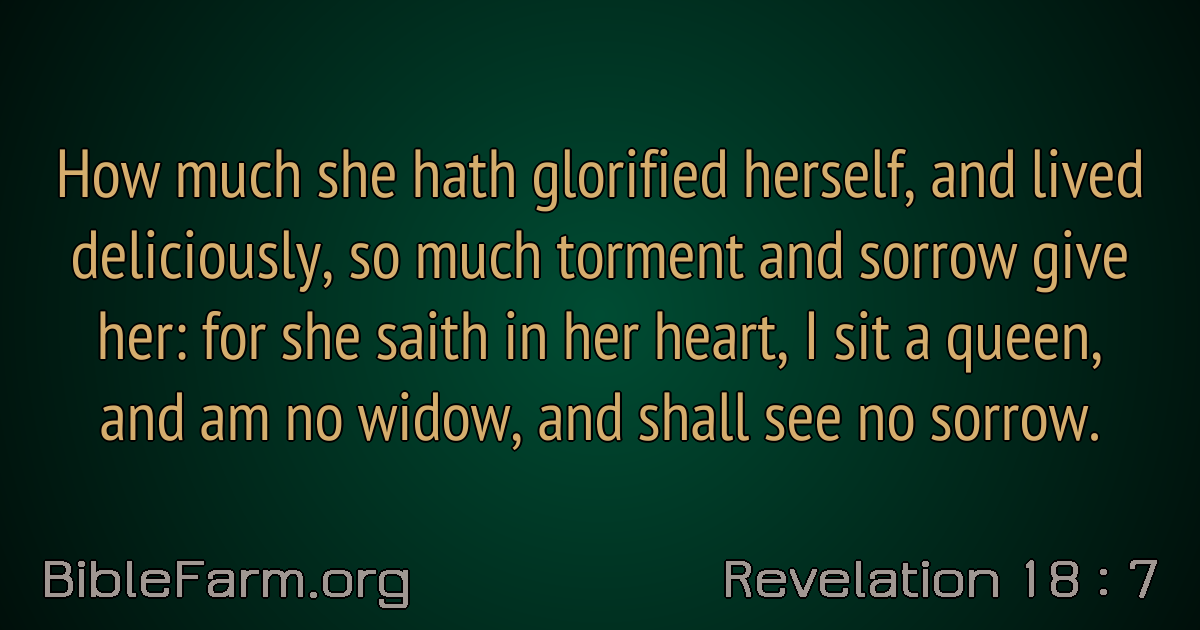 How much she hath glorified herself, and lived
deliciously, so much torment and sorrow give
her: for she saith in her heart, I sit a queen,
and am no widow, and shall see no sorrow.
BibleFarm.org
Revelation 18 : 7